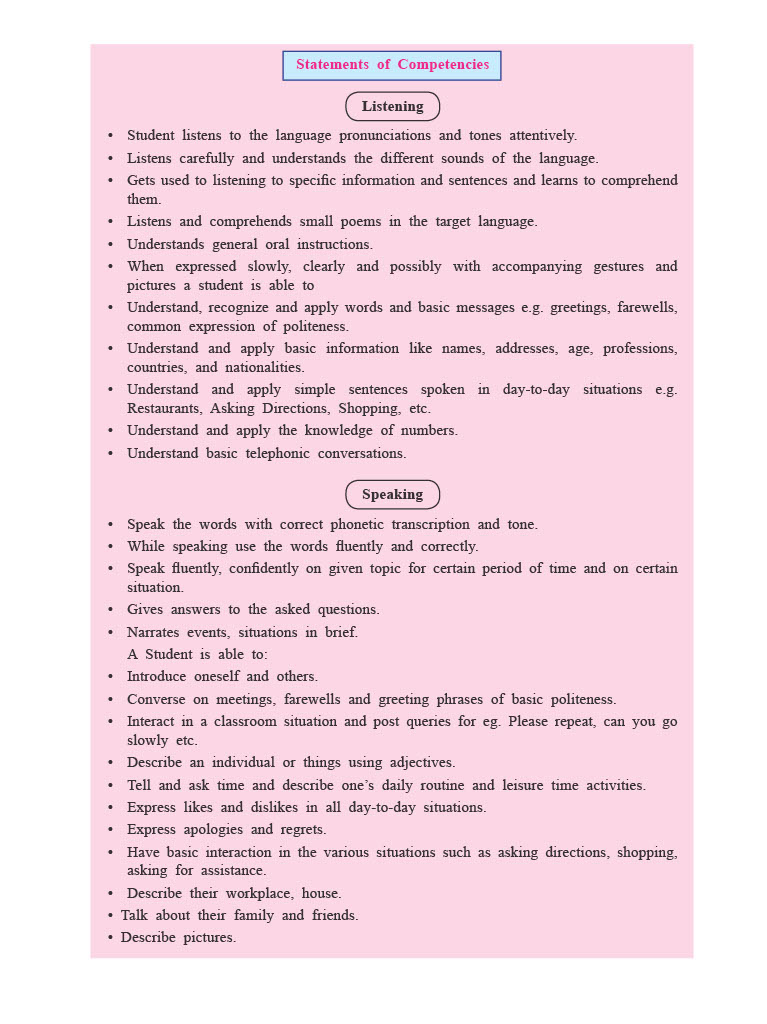 Statements of Competencies
Listening
• Student listens to the language pronunciations and tones attentively.
• Listens carefully and understands the different sounds of the language.
• Gets used to listening to specific information and sentences and learns to comprehend
them.
• Listens and comprehends small poems in the target language.
• Understands general oral instructions.
• When expressed slowly, clearly and possibly with accompanying gestures and
pictures a student is able to
• Understand, recognize and apply words and basic messages e.g. greetings, farewells,
common expression of politeness.
• Understand and apply basic information like names, addresses, age, professions,
countries, and nationalities.
• Understand and apply simple sentences spoken in day-to-day situations e.g.
Restaurants, Asking Directions, Shopping, etc.
• Understand and apply the knowledge of numbers.
• Understand basic telephonic conversations.
Speaking
• Speak the words with correct phonetic transcription and tone.
• While speaking use the words fluently and correctly.
• Speak fluently, confidently on given topic for certain period of time and on certain
situation.
• Gives answers to the asked questions.
• Narrates events, situations in brief.
A Student is able to:
• Introduce oneself and others.
• Converse on meetings, farewells and greeting phrases of basic politeness.
• Interact in a classroom situation and post queries for eg. Please repeat, can you go
slowly etc.
• Describe an individual or things using adjectives.
• Tell and ask time and describe one’s daily routine and leisure time activities.
• Express likes and dislikes in all day-to-day situations.
• Express apologies and regrets.
• Have basic interaction in the various situations such as asking directions, shopping,
asking for assistance.
• Describe their workplace, house.
• Talk about their family and friends.
• Describe pictures.